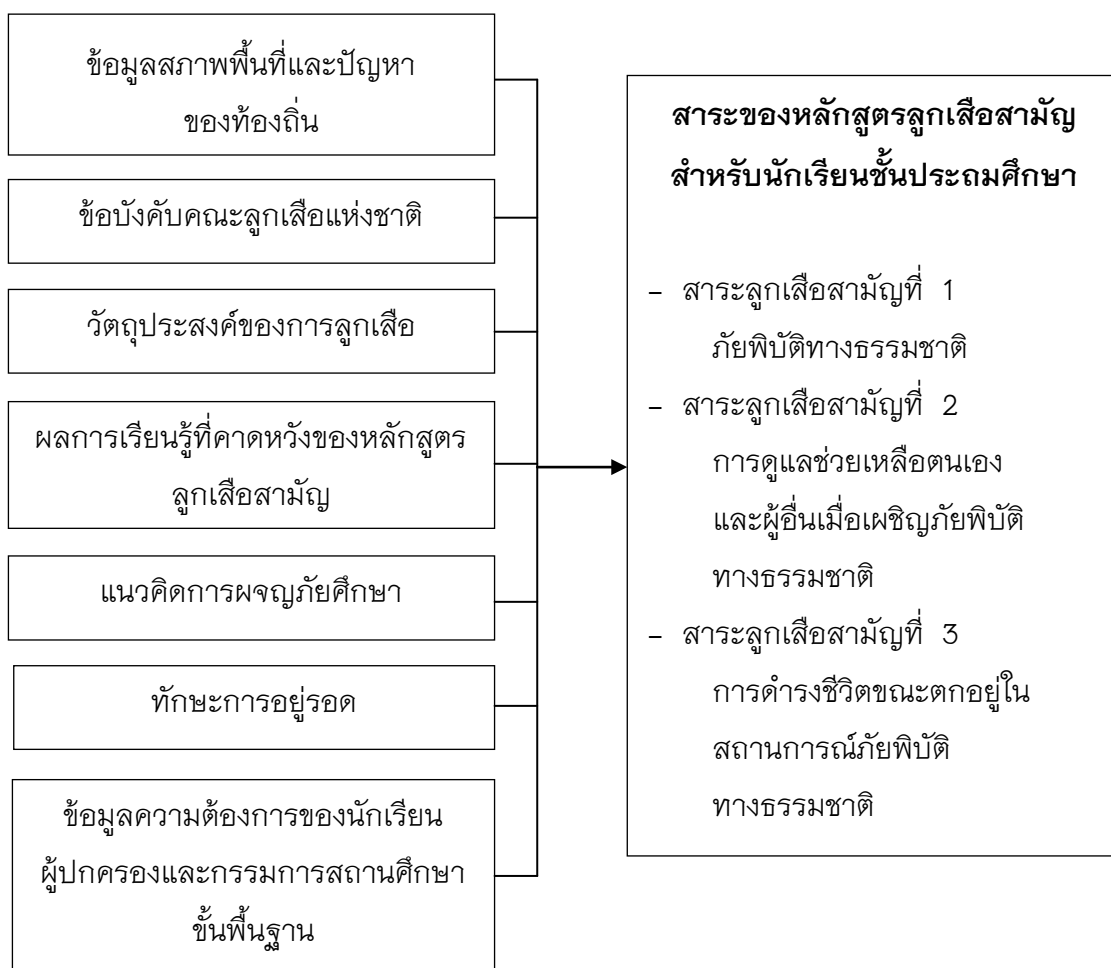 ข้อมูลสภาพพื้นที่และปัญหา
ของท้องถิ่น
ข้อบังคับคณะลูกเสือแห่งชาติ
วัตถุประสงค์ของการลูกเสือ
ผลการเรียนรู้ที่คาดหวังของหลักสูตร
ลูกเสือสามัญ
แนวคิดการผจญภัยศึกษา
ทักษะการอยู่รอด
ข้อมูลความต้องการของนักเรียน
ผู้ปกครองและกรรมการสถานศึกษา
ขั้นพื้นฐาน
สาระของหลักสูตรลูกเสือสามัญ
สำหรับนักเรียนชั้นประถมศึกษา
- สาระลูกเสือสามัญที่ 1
ภัยพิบัติทางธรรมชาติ
- สาระลูกเสือสามัญที่ 2
การดูแลช่วยเหลือตนเอง
และผู้อื่นเมื่อเผชิญภัยพิบัติ
ทางธรรมชาติ
- สาระลูกเสือสามัญที่ 3
การดำรงชีวิตขณะตกอยู่ใน
สถานการณ์ภัยพิบัติ
ทางธรรมชาติ